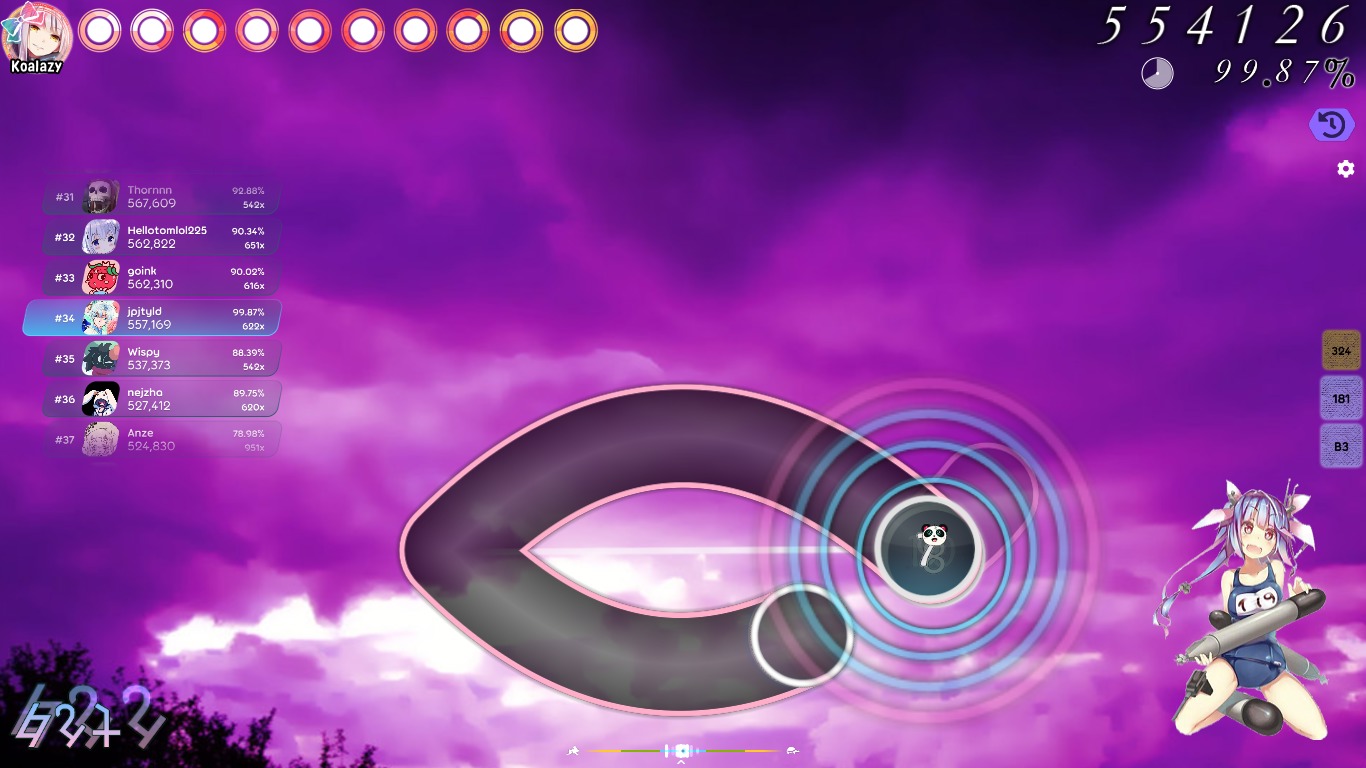 Koalazy
554126
99.87%
#31 Thornnn 92.88%
567,609 542x
#32 Hellotomlol225 90.34%
562,822 651x
#33 goink 90.02%
562,310 616x
#34 jpjtyld 99.87%
557,169 622x
#35 Wispy 88.39%
537,373 542x
#36 nejzha 89.75%
527,412 620x
#37 Anze 78.98%
524,830 951x
324
181
B3